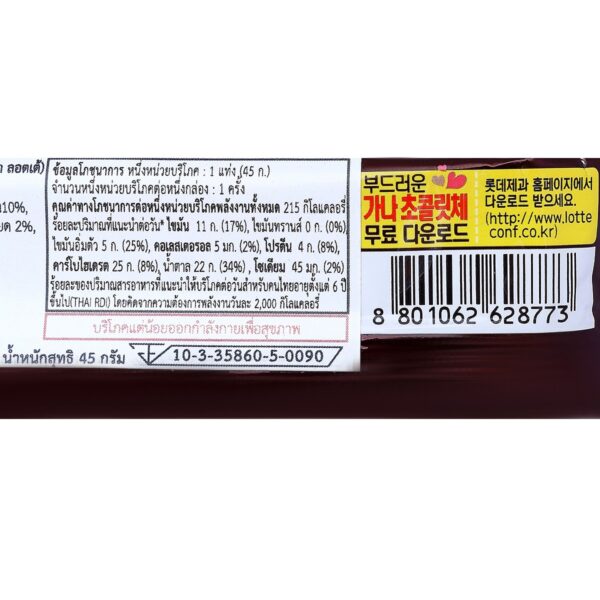 ลอตเต้)
10%,
2%,
ข้อมูลโภชนาการ หนึ่งหน่วยบริโภค : 1 แท่ง (45 ก.)
จำนวนหนึ่งหน่วยบริโภคต่อหนึ่งกล่อง : 1 ครั้ง
คุณค่าทางโภชนาการต่อหนึ่งหน่วยบริโภคพลังงานทั้งหมด 215 กิโลแคลอรี่
ร้อยละปริมาณที่แนะนำต่อวัน* ไขมัน 11 ก. (17%), ไขมันทรานส์ 0 ก. (0%)
ไขมันอิ่มตัว 5 ก. (25%), คอเลสเตอรอล 5 มก. (2%), โปรตีน 4 ก. (8%),
คาร์โบไฮเดรต 25 ก. (8%), น้ำตาล 22 ก. (34%) , โซเดียม 45 มก. (2%)
ร้อยละของปริมาณสารอาหารที่แนะนำให้บริโภคต่อวันสำหรับคนไทยอายุตั้งแต่ 6 ปี
ขึ้นไป(THAI RDI) โดยคิดจากความต้องการพลังงานวันละ 2,000 กิโลแคลอรี่
บริโภคแต่น้อยออกกำลังกายเพื่อสุขภาพ
น้ำหนักสุทธิ 45 กรัม
10-3-35860-5-0090
부드러운
가나 초콜릿체
무료 다운로드
롯데제과 홈페이지에서
다운로드 받으세요.
(http://www.lotte
conf.co.kr)
8 801062 628773